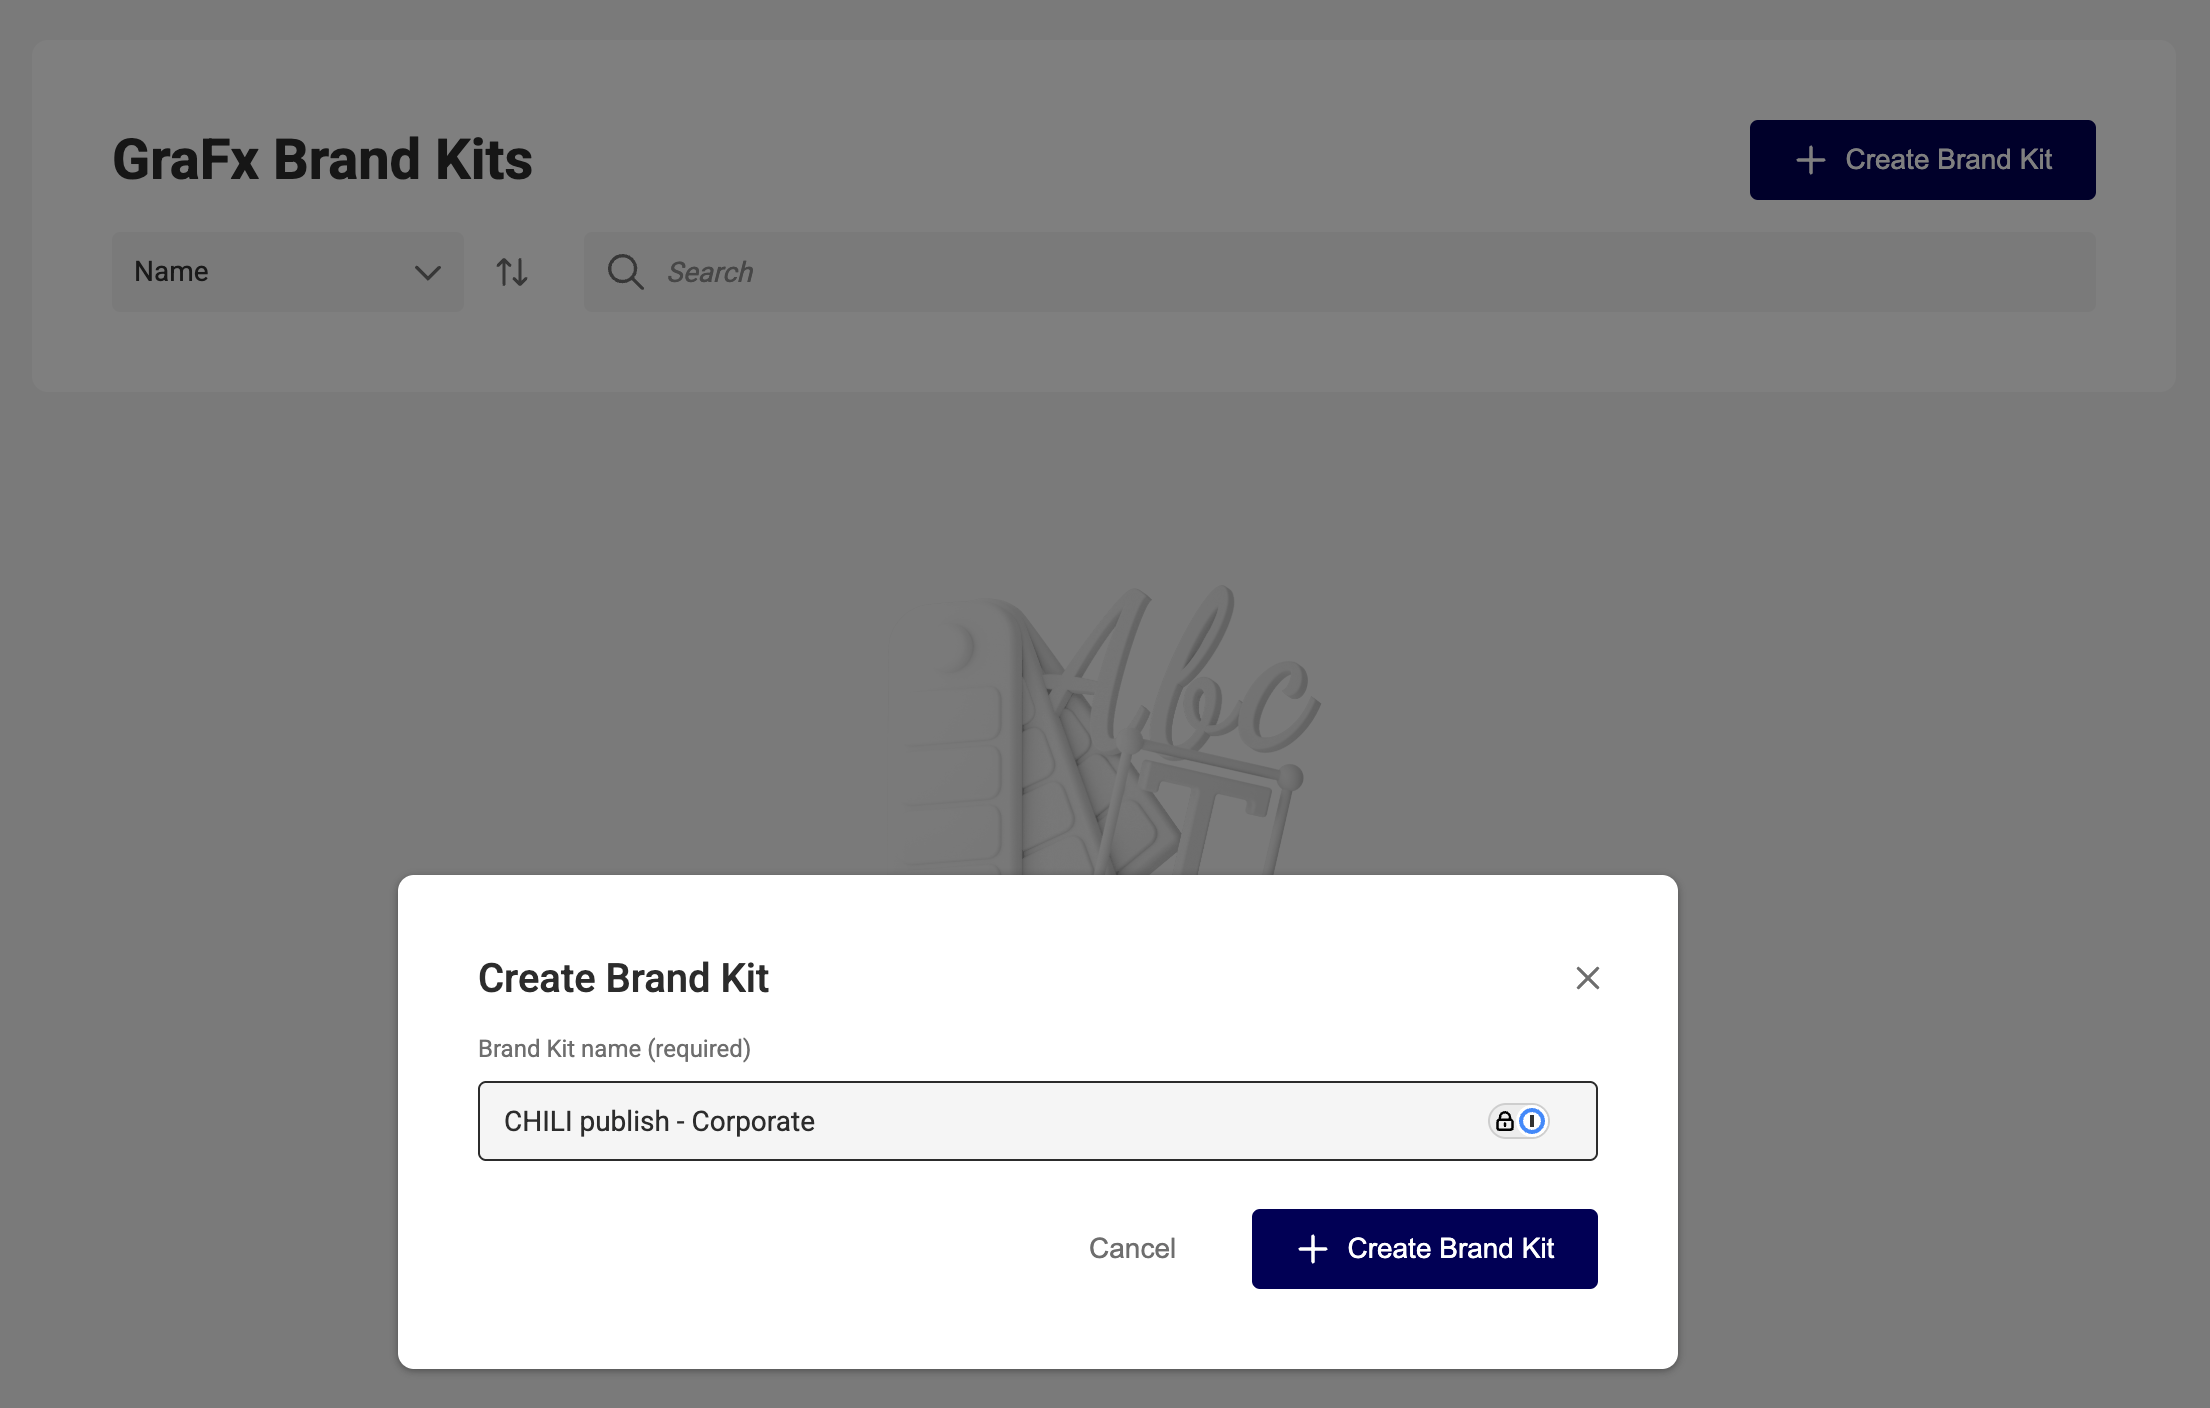 GraFx Brand Kits
Create Brand Kit
Name
Search
Abc
T
Create Brand Kit
Brand Kit name (required)
CHILI publish - Corporate
Cancel
Create Brand Kit